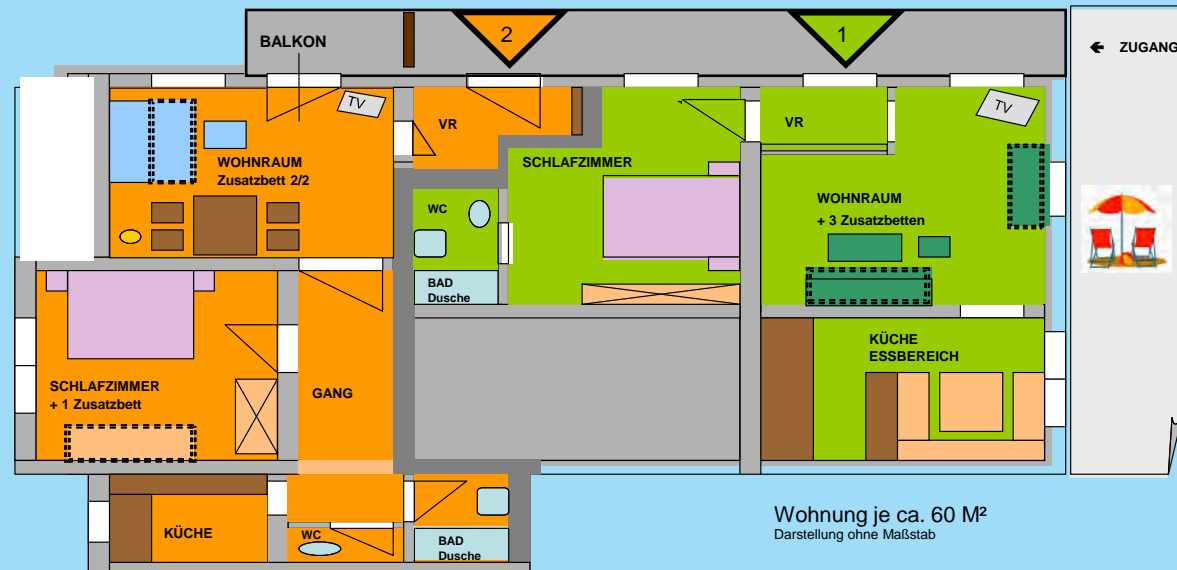 BALKON
2
1
← ZUGANG
TV
VR
WOHNRAUM
Zusatzbett 2/2
SCHLAFZIMMER
VR
TV
WOHNRAUM
+ 3 Zusatzbetten
WC
BAD
Dusche
SCHLAFZIMMER
+ 1 Zusatzbett
GANG
KÜCHE
ESSBEREICH
KÜCHE
WC
BAD
Dusche
Wohnung je ca. 60 M²
Darstellung ohne Maßstab